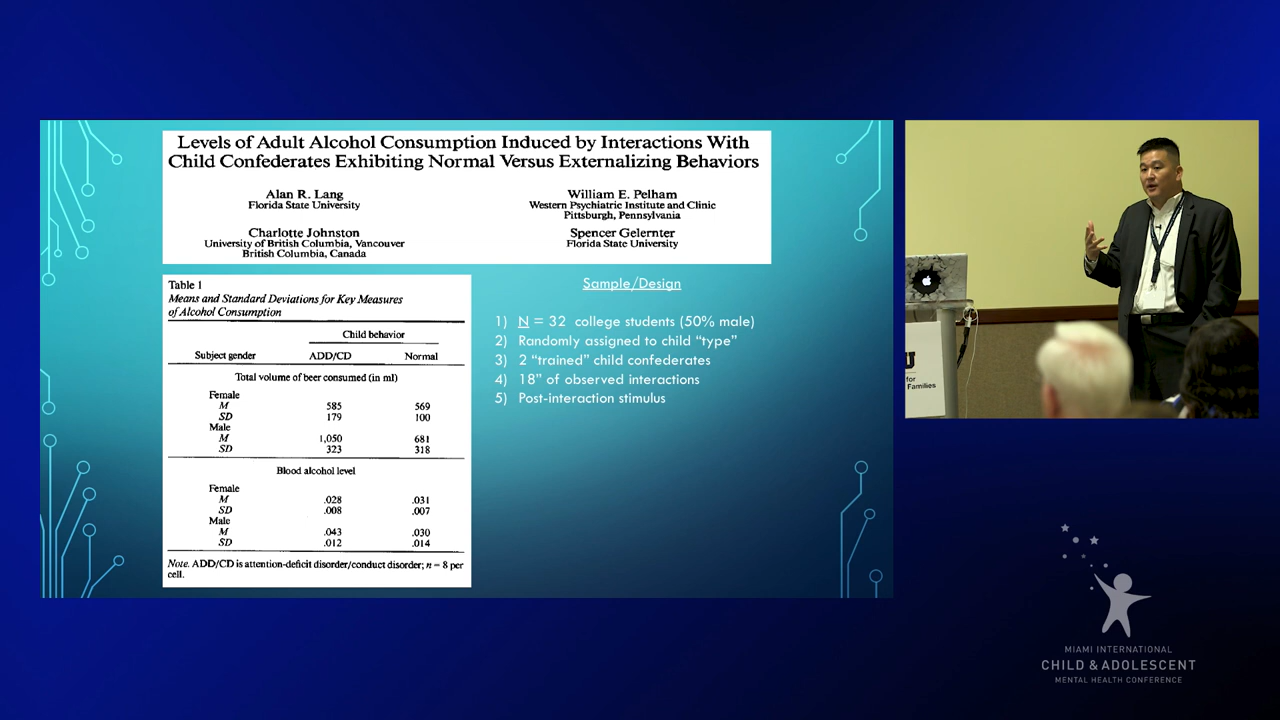 Levels of Adult Alcohol Consumption Induced by Interactions With
Child Confederates Exhibiting Normal Versus Externalizing Behaviors
Alan R. Lang
Florida State University
William E. Pelham
Western Psychiatric Institute and Clinic
Pittsburgh, Pennsylvania
Charlotte Johnston
University of British Columbia, Vancouver
British Columbia, Canada
Spencer Gelernter
Florida State University
Table 1
Means and Standard Deviations for Key Measures
of Alcohol Consumption
Child behavior
Subject gender ADD/CD Normal
Total volume of beer consumed (in ml)
Female
M 585 569
SD 179 100
Male
M 1,050 681
SD 323 318
Blood alcohol level
Female
M .028 .031
SD .008 .007
Male
M .043 .030
SD .012 .014
Note. ADD/CD is attention-deficit disorder/conduct disorder; n = 8 per
cell.
Sample/Design
1) N = 32 college students (50% male)
2) Randomly assigned to child “type”
3) 2 “trained” child confederates
4) 18” of observed interactions
5) Post-interaction stimulus
for
Families
MIAMI INTERNATIONAL
CHILD & ADOLESCENT
MENTAL HEALTH CONFERENCE